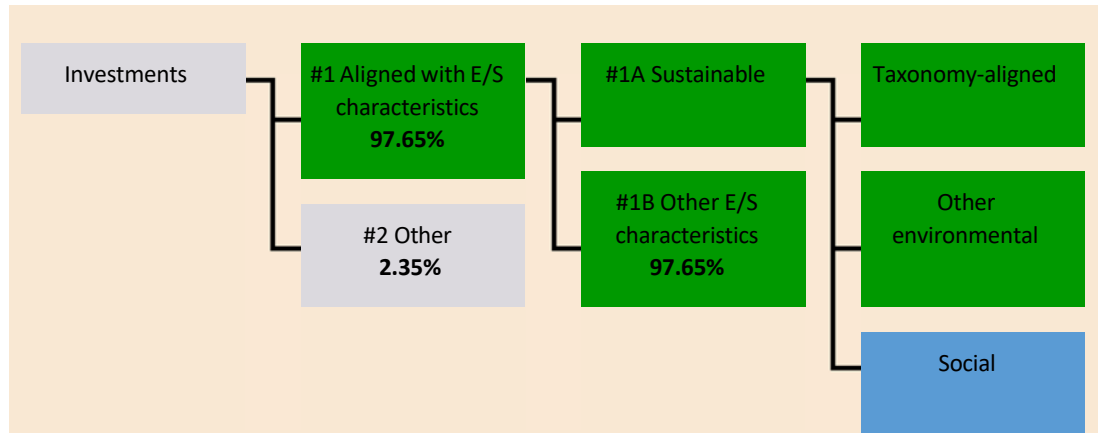 Investments
#1 Aligned with E/S
characteristics
97.65%
#2 Other
2.35%
#1A Sustainable
#1B Other E/S
characteristics
97.65%
Taxonomy-aligned
Other
environmental
Social